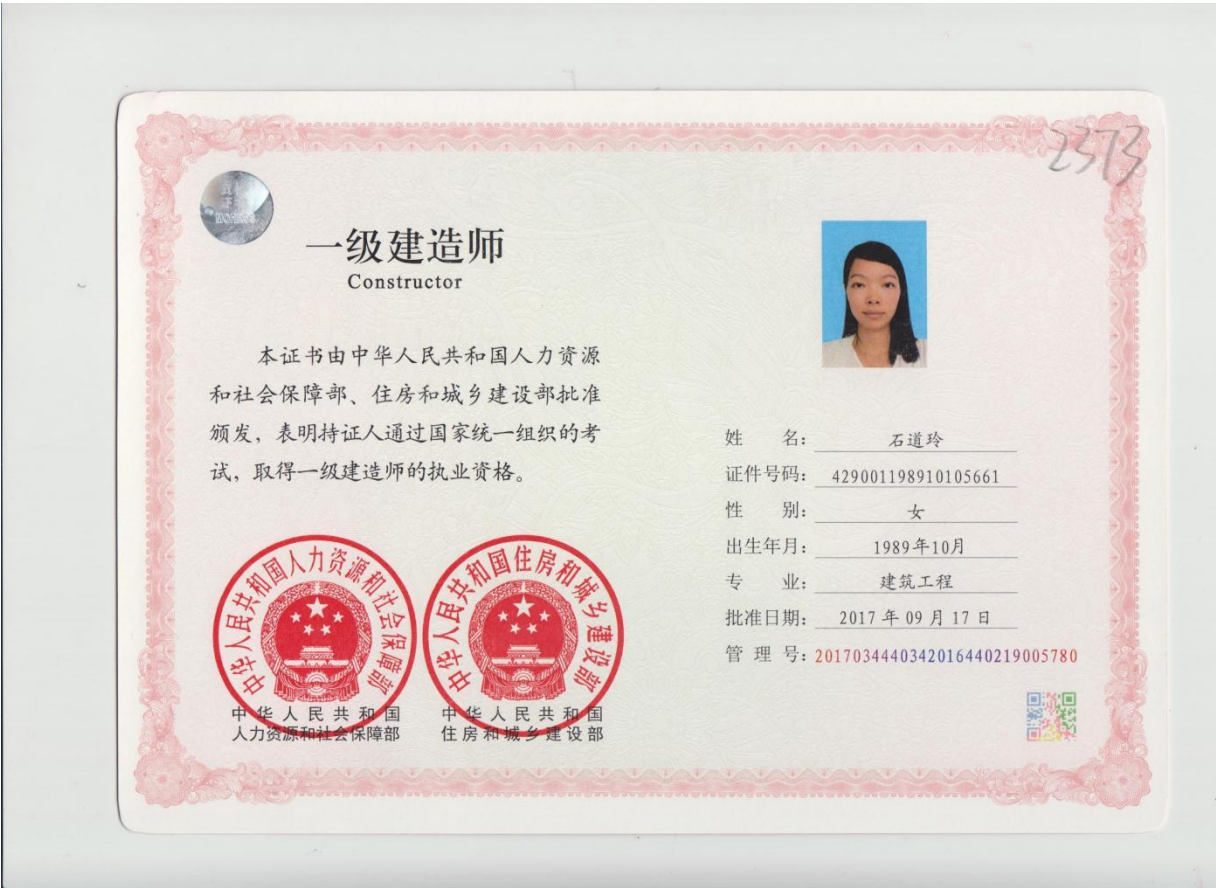 2373
一级建造师
Constructor
本证书由中华人民共和国人力资源
和社会保障部、住房和城乡建设部批准
颁发，表明持证人通过国家统一组织的考
试，取得一级建造师的执业资格。
姓 名：石道玲
证件号码：429001198910105661
性 别：女
出生年月：1989年10月
专 业：建筑工程
批准日期：2017 年 09 月 17 日
管 理 号：2017034440342016440219005780
中华人民共和国人力资源和社会保障部
中华人民共和国住房和城乡建设部
中华人民共和国
人力资源和社会保障部
中华人民共和国
住房和城乡建设部